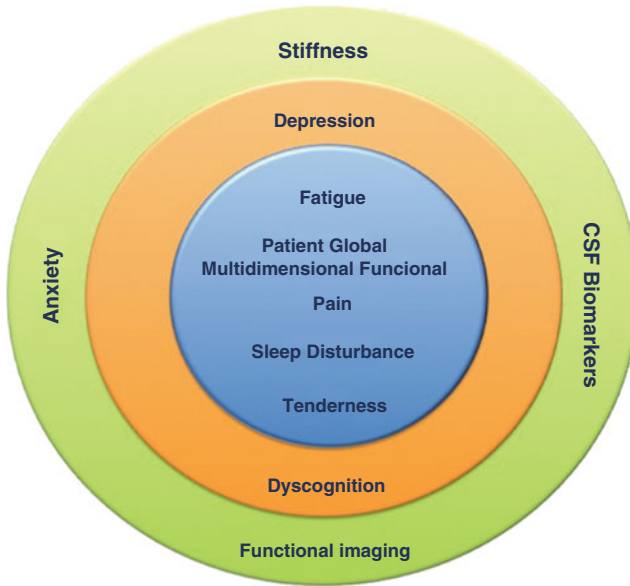 Stiffness
Depression
Fatigue
Patient Global
Multidimensional Funcional
Pain
Sleep Disturbance
Tenderness
Dyscognition
Functional imaging
Anxiety
CSF Biomarkers